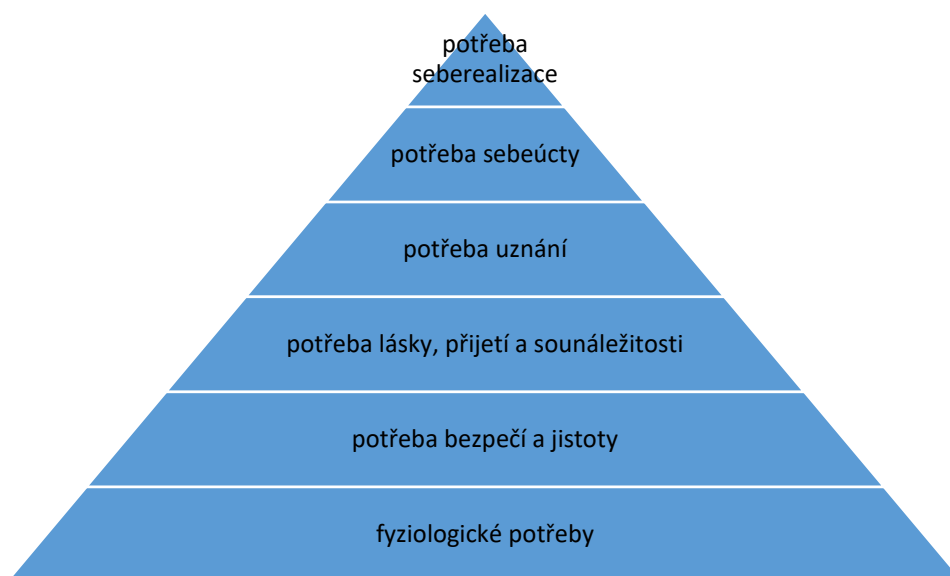 potřeba
seberealizace
potřeba sebeúcty
potřeba uznání
potřeba lásky, přijetí a sounáležitosti
potřeba bezpečí a jistoty
fyziologické potřeby